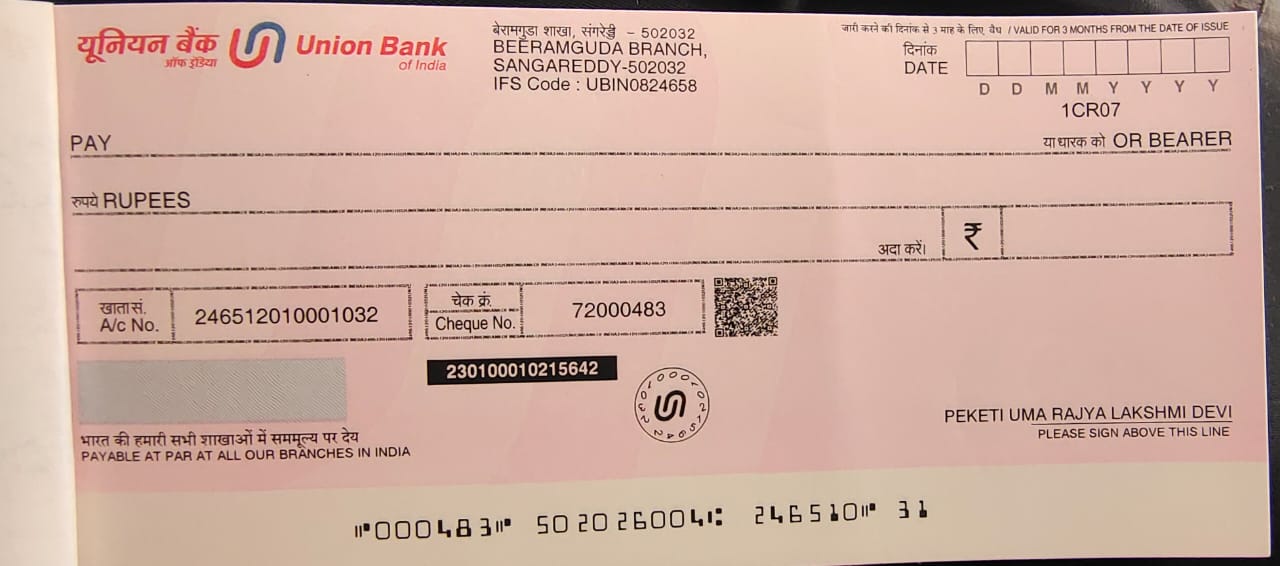 यूनियन बैंक
ऑफ इंडिया
Union Bank
of India
बेरामगुडा शाखा, संगरेड्डी – 502032
BEERAMGUDA BRANCH,
SANGAREDDY-502032
IFS Code : UBIN0824658
जारी करने की दिनांक से 3 माह के लिए वैध / VALID FOR 3 MONTHS FROM THE DATE OF ISSUE
दिनांक
DATE
D D M M Y Y Y Y
1CR07
PAY
या धारक को OR BEARER
रुपये RUPEES
अदा करें।
₹
खाता सं.
A/c No.
246512010001032
चेक क्रं.
Cheque No.
72000483
230100010215642
PEKETI UMA RAJYA LAKSHMI DEVI
PLEASE SIGN ABOVE THIS LINE
भारत की हमारी सभी शाखाओं में सममूल्य पर देय
PAYABLE AT PAR AT ALL OUR BRANCHES IN INDIA
⑈000483⑈ 502026004⑆ 246510⑈ 31